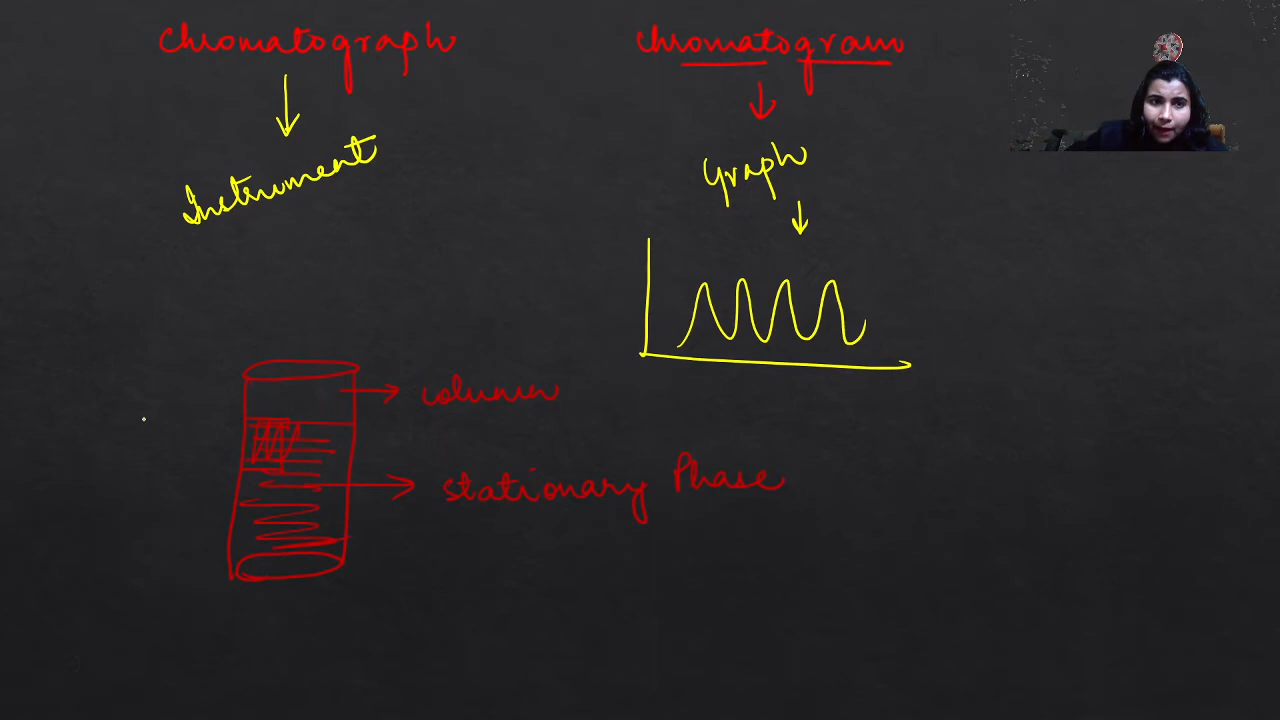 Chromatograph
Chromatogram
Instrument
Graph
column
stationary Phase